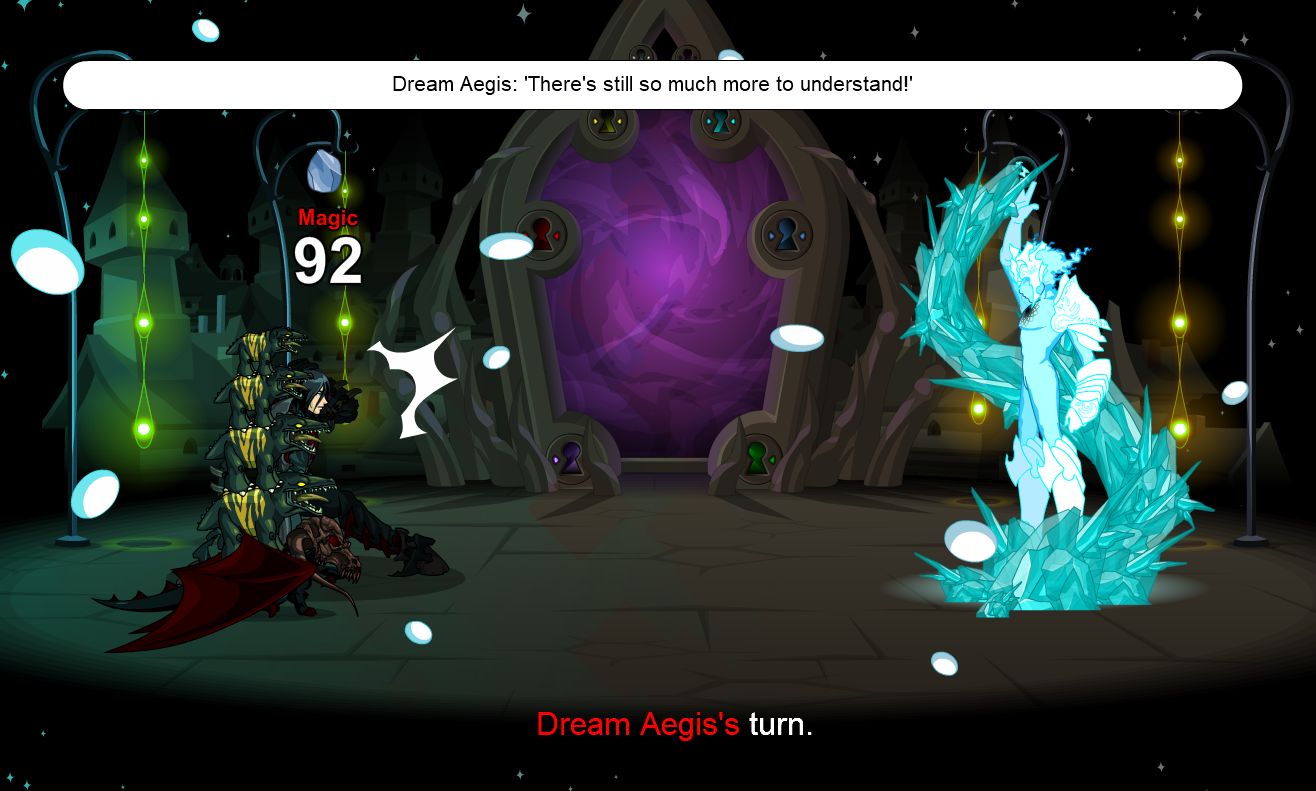 Dream Aegis: 'There's still so much more to understand!'
Magic
92
Dream Aegis's turn.